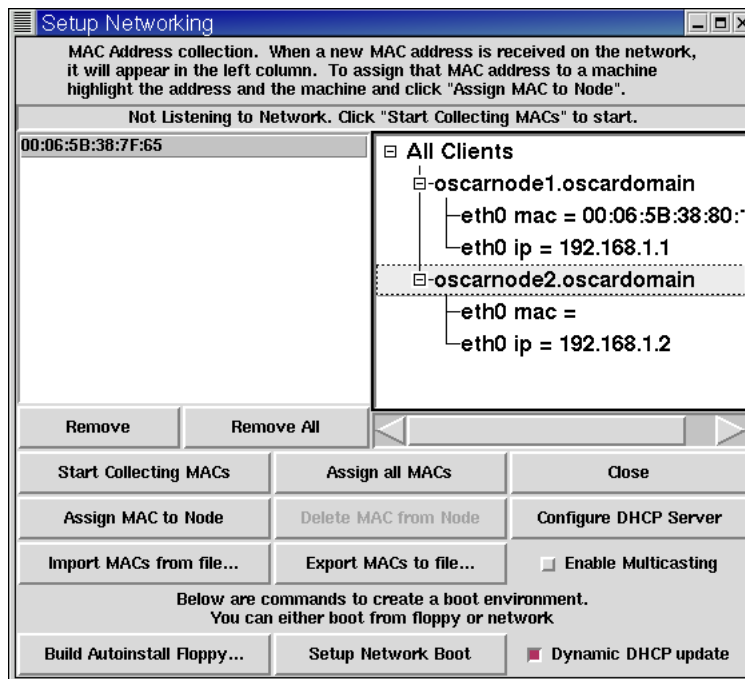 Setup Networking
MAC Address collection. When a new MAC address is received on the network,
it will appear in the left column. To assign that MAC address to a machine
highlight the address and the machine and click "Assign MAC to Node".
Not Listening to Network. Click "Start Collecting MACs" to start.
00:06:5B:38:7F:65
All Clients
oscarnode1.oscardomain
eth0 mac = 00:06:5B:38:80:
eth0 ip = 192.168.1.1
oscarnode2.oscardomain
eth0 mac =
eth0 ip = 192.168.1.2
Remove
Remove All
Start Collecting MACs
Assign all MACs
Close
Assign MAC to Node
Delete MAC from Node
Configure DHCP Server
Import MACs from file...
Export MACs to file...
Enable Multicasting
Below are commands to create a boot environment.
You can either boot from floppy or network
Build Autoinstall Floppy...
Setup Network Boot
Dynamic DHCP update